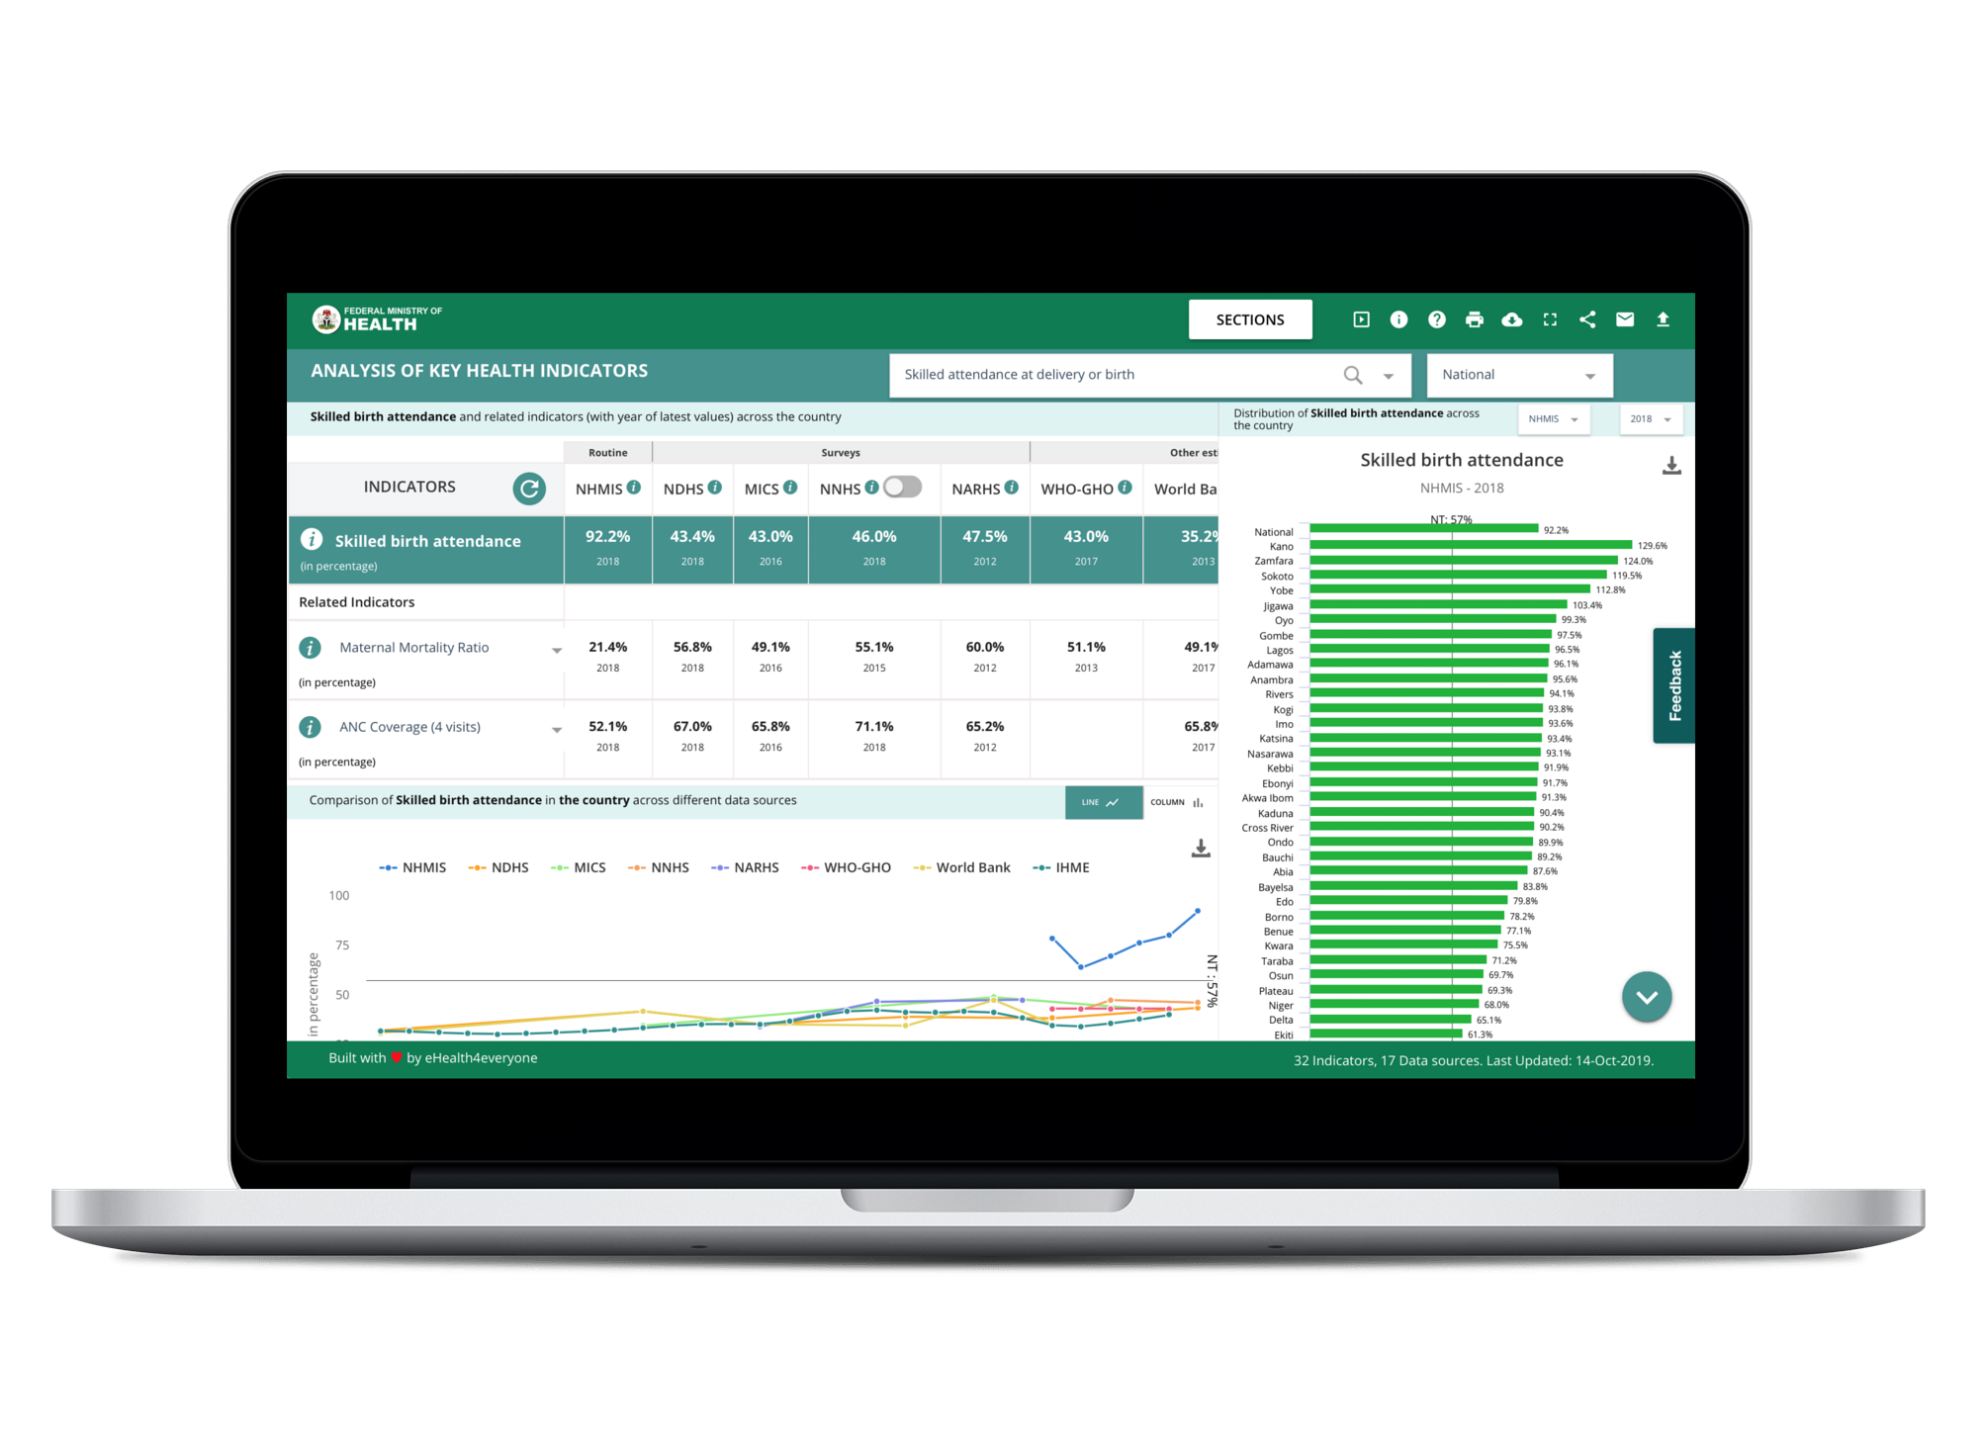 FEDERAL MINISTRY OF
HEALTH
SECTIONS
ANALYSIS OF KEY HEALTH INDICATORS
Skilled attendance at delivery or birth
National
Skilled birth attendance and related indicators (with year of latest values) across the country
Routine
Surveys
Other esti
INDICATORS
NHMIS
NDHS
MICS
NNHS
NARHS
WHO-GHO
World Ba
Skilled birth attendance
(in percentage)
92.2% 43.4% 43.0% 46.0% 47.5% 43.0% 35.2%
2018 2018 2016 2018 2012 2017 2013
Related Indicators
Maternal Mortality Ratio
21.4% 56.8% 49.1% 55.1% 60.0% 51.1% 49.1%
2018 2018 2016 2015 2012 2013 2017
(in percentage)
ANC Coverage (4 visits)
52.1% 67.0% 65.8% 71.1% 65.2% 65.8%
2018 2018 2016 2018 2012 2017
(in percentage)
Comparison of Skilled birth attendance in the country across different data sources
LINE
COLUMN
NHMIS NDHS MICS NNHS NARHS WHO-GHO World Bank IHME
100
75
50
in percentage
NT : 57%
Distribution of Skilled birth attendance across
the country
NHMIS
2018
Skilled birth attendance
NHMIS - 2018
NT: 57%
National 92.2%
Kano 129.6%
Zamfara 124.0%
Sokoto 119.5%
Yobe 112.8%
Jigawa 103.4%
Oyo 99.3%
Gombe 97.5%
Lagos 96.5%
Adamawa 96.1%
Anambra 95.6%
Rivers 94.1%
Kogi 93.8%
Imo 93.6%
Katsina 93.4%
Nasarawa 93.1%
Kebbi 91.9%
Ebonyi 91.7%
Akwa Ibom 91.3%
Kaduna 90.4%
Cross River 90.2%
Ondo 89.9%
Bauchi 89.2%
Abia 87.6%
Bayelsa 83.8%
Edo 79.8%
Borno 78.2%
Benue 77.1%
Kwara 75.5%
Taraba 71.2%
Osun 69.7%
Plateau 69.3%
Niger 68.0%
Delta 65.1%
Ekiti 61.3%
Feedback
Built with ❤ by eHealth4everyone
32 Indicators, 17 Data sources. Last Updated: 14-Oct-2019.